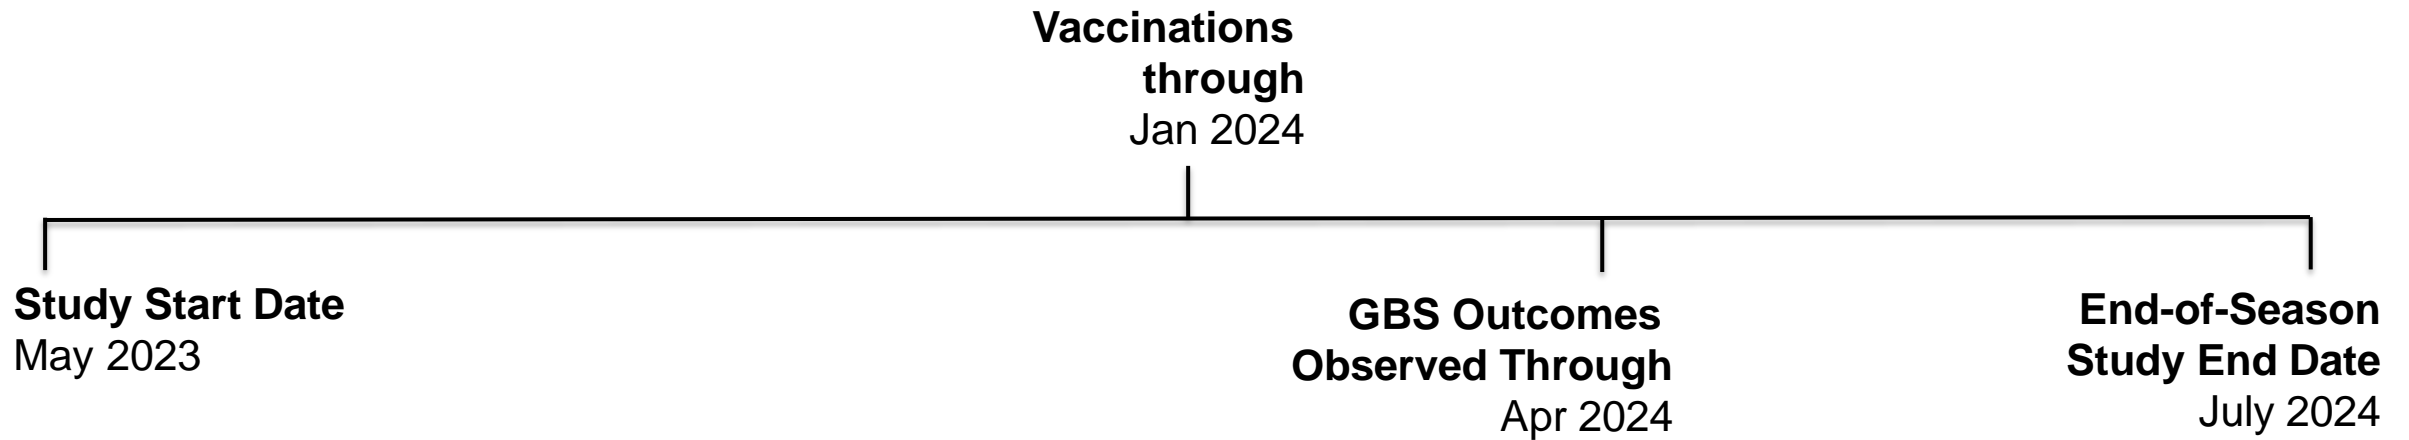 Vaccinations
through
Jan 2024
Study Start Date
May 2023
GBS Outcomes
Observed Through
Apr 2024
End-of-Season
Study End Date
July 2024